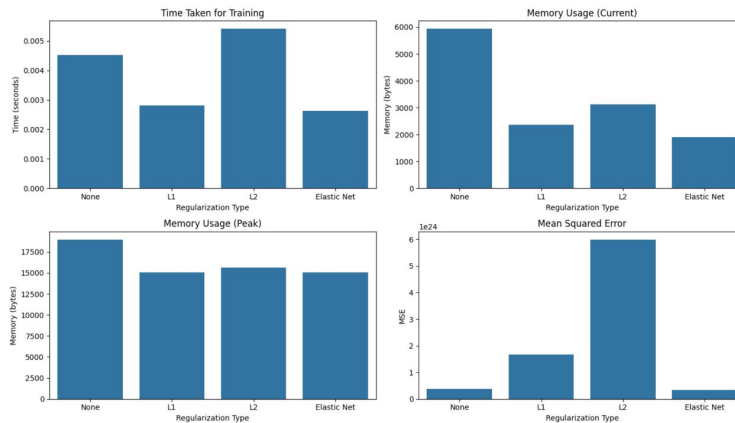 Time Taken for Training
0.005
0.004
0.003
0.002
0.001
0.000
Time (seconds)
None L1 L2 Elastic Net
Regularization Type
Memory Usage (Current)
6000
5000
4000
3000
2000
1000
0
Memory (bytes)
None L1 L2 Elastic Net
Regularization Type
Memory Usage (Peak)
17500
15000
12500
10000
7500
5000
2500
0
Memory (bytes)
None L1 L2 Elastic Net
Regularization Type
Mean Squared Error
1e24
6
5
4
3
2
1
0
MSE
None L1 L2 Elastic Net
Regularization Type